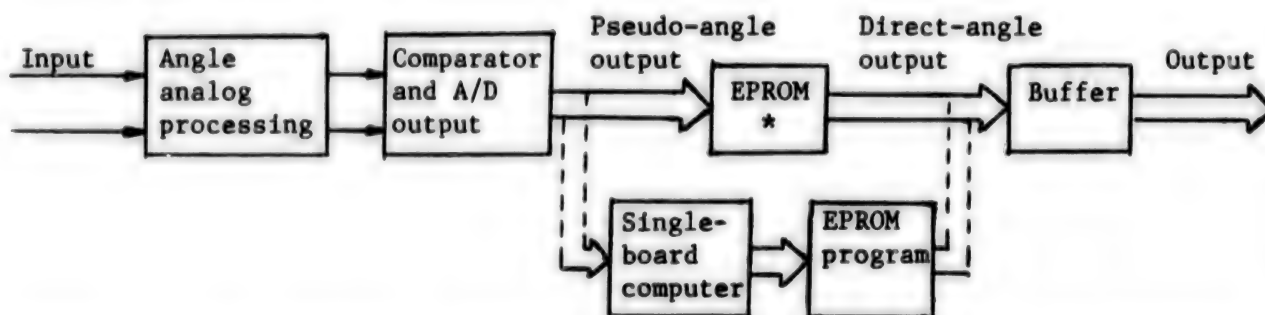 Input
Angle
analog
processing
Comparator
and A/D
output
Pseudo-angle
output
EPROM
*
Direct-angle
output
Buffer
Output
Single-
board
computer
EPROM
program